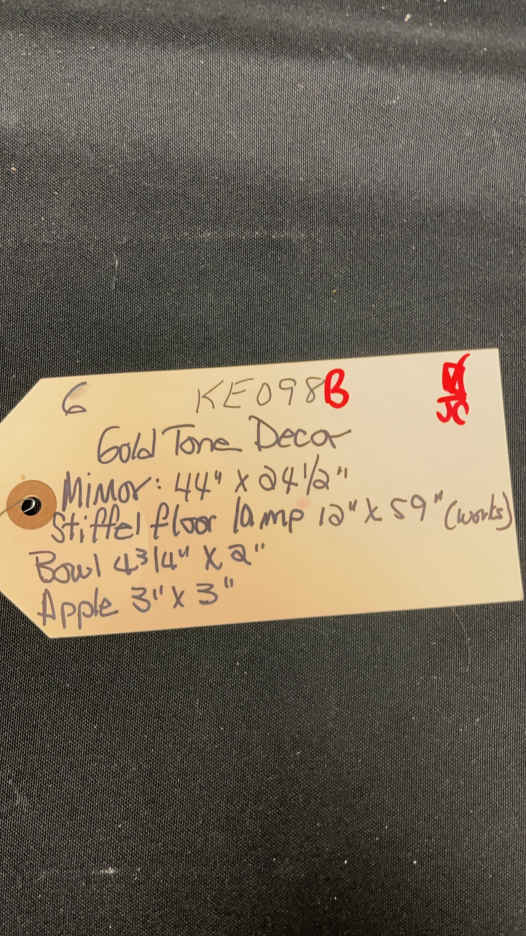 6 KE098B
JC
Gold Tone Decor
Mirror: 44" X 24 1/2"
Stiffel floor lamp 12" X 59" (works)
Bowl 4 3/4" X 2"
Apple 3" X 3"